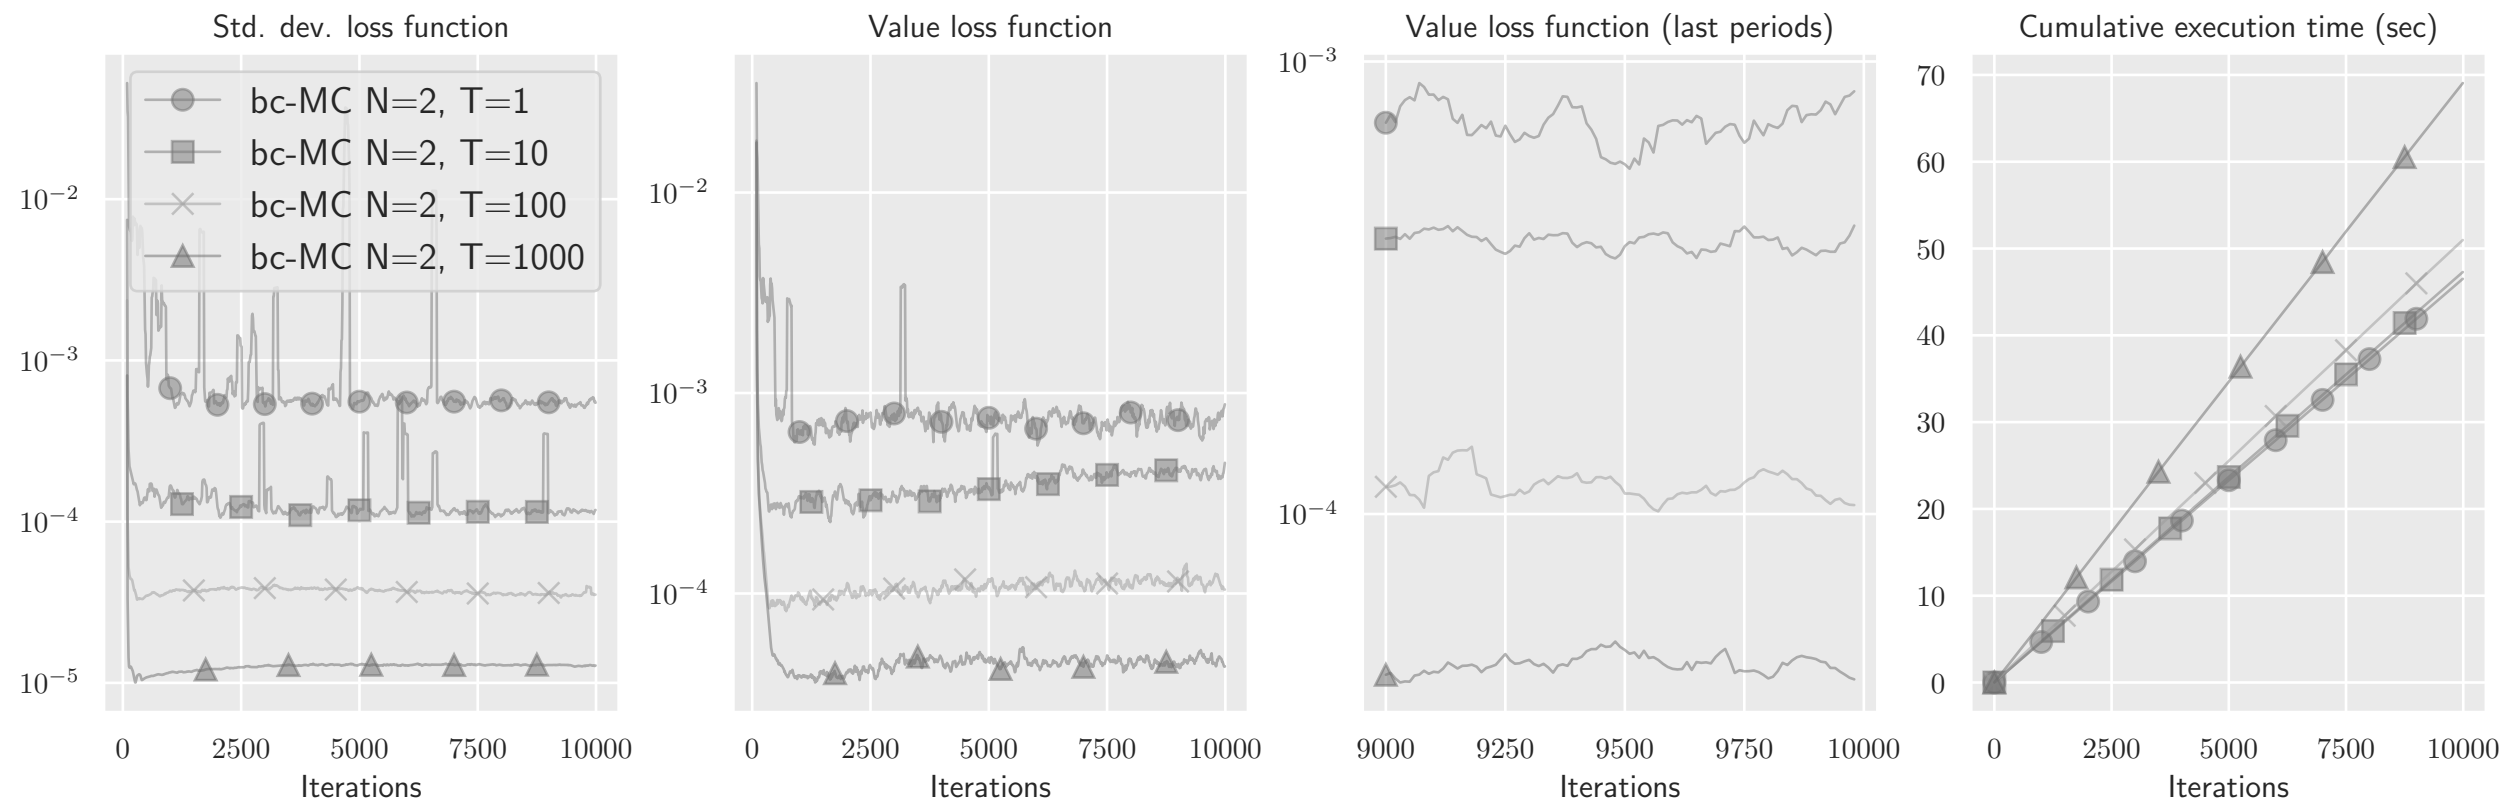 Std. dev. loss function
bc-MC N=2, T=1
bc-MC N=2, T=10
bc-MC N=2, T=100
bc-MC N=2, T=1000
10−2
10−3
10−4
10−5
0 2500 5000 7500 10000
Iterations
Value loss function
10−2
10−3
10−4
0 2500 5000 7500 10000
Iterations
Value loss function (last periods)
10−3
10−4
9000 9250 9500 9750 10000
Iterations
Cumulative execution time (sec)
70
60
50
40
30
20
10
0
0 2500 5000 7500 10000
Iterations